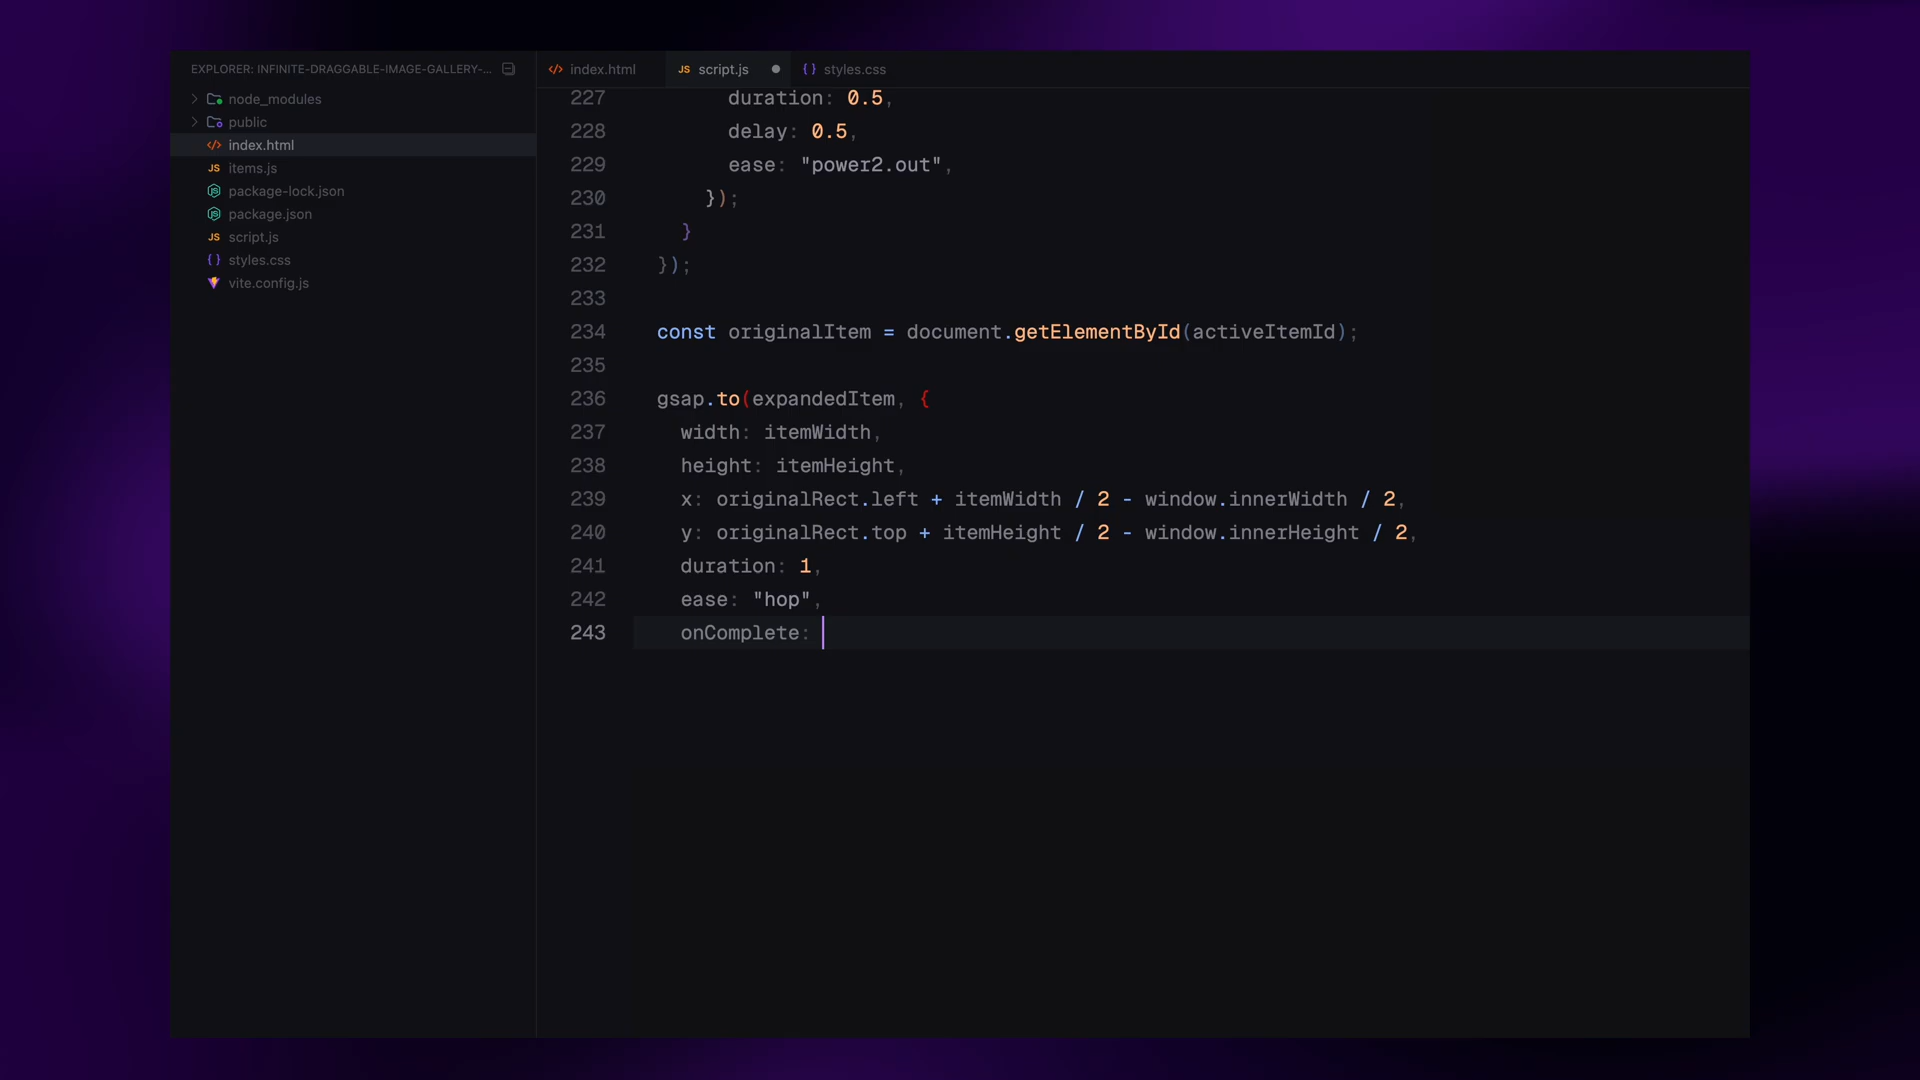 EXPLORER: INFINITE-DRAGGABLE-IMAGE-GALLERY-...
node_modules
public
index.html
items.js
package-lock.json
package.json
script.js
styles.css
vite.config.js
index.html
script.js
styles.css
227 duration: 0.5,
228 delay: 0.5,
229 ease: "power2.out",
230 });
231 }
232 });
233
234 const originalItem = document.getElementById(activeItemId);
235
236 gsap.to(expandedItem, {
237 width: itemWidth,
238 height: itemHeight,
239 x: originalRect.left + itemWidth / 2 - window.innerWidth / 2,
240 y: originalRect.top + itemHeight / 2 - window.innerHeight / 2,
241 duration: 1,
242 ease: "hop",
243 onComplete: